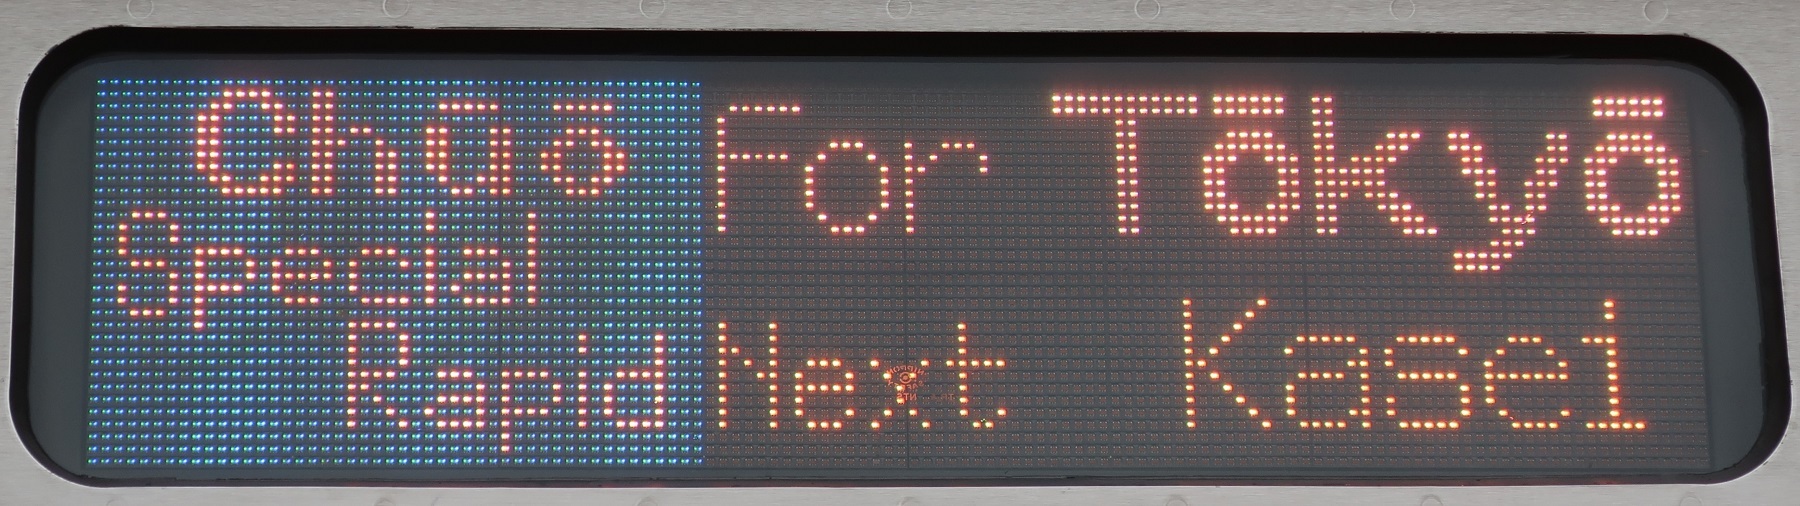 Chūō
Special
Rapid
For Tōkyō
Next Kasei